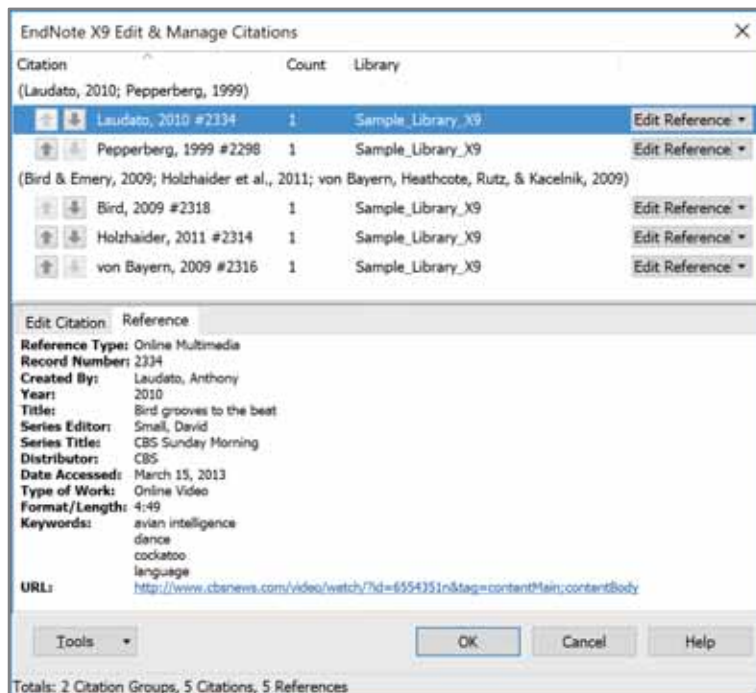 EndNote X9 Edit & Manage Citations
Citation Count Library
(Laudato, 2010; Pepperberg, 1999)
Laudato, 2010 #2334 1 Sample_Library_X9 Edit Reference
Pepperberg, 1999 #2298 1 Sample_Library_X9 Edit Reference
(Bird & Emery, 2009; Holzhaider et al., 2011; von Bayern, Heathcote, Rutz, & Kacelnik, 2009)
Bird, 2009 #2318 1 Sample_Library_X9 Edit Reference
Holzhaider, 2011 #2314 1 Sample_Library_X9 Edit Reference
von Bayern, 2009 #2316 1 Sample_Library_X9 Edit Reference
Edit Citation Reference
Reference Type: Online Multimedia
Record Number: 2334
Created By: Laudato, Anthony
Year: 2010
Title: Bird grooves to the beat
Series Editor: Small, David
Series Title: CBS Sunday Morning
Distributor: CBS
Date Accessed: March 15, 2013
Type of Work: Online Video
Format/Length: 4:49
Keywords: avian intelligence
dance
cockatoo
language
URL: http://www.cbsnews.com/video/watch/?id=6554351n&tag=contentMain;contentBody
Tools OK Cancel Help
Totals: 2 Citation Groups, 5 Citations, 5 References